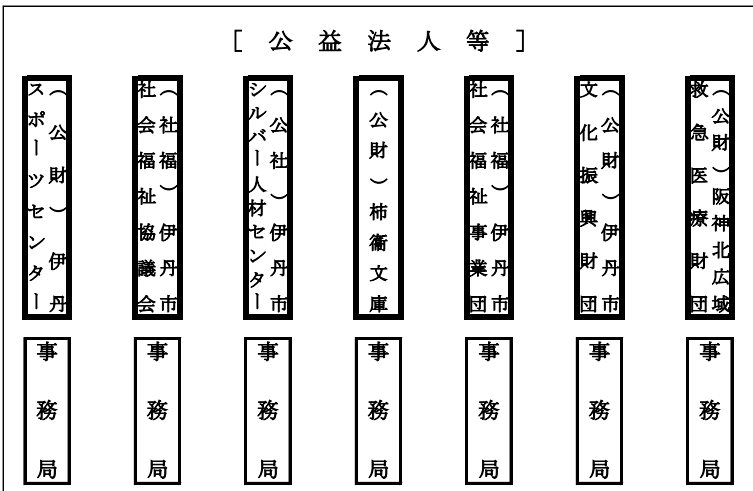 ［公益法人等］
（公財）阪神北広域
救急医療財団
（公財）伊丹市
文化振興財団
（社福）伊丹市
社会福祉事業団
（公財）柿衞文庫
（公社）伊丹市
シルバー人材センター
（社福）伊丹市
社会福祉協議会
（公財）伊丹
スポーツセンター
事務局
事務局
事務局
事務局
事務局
事務局
事務局